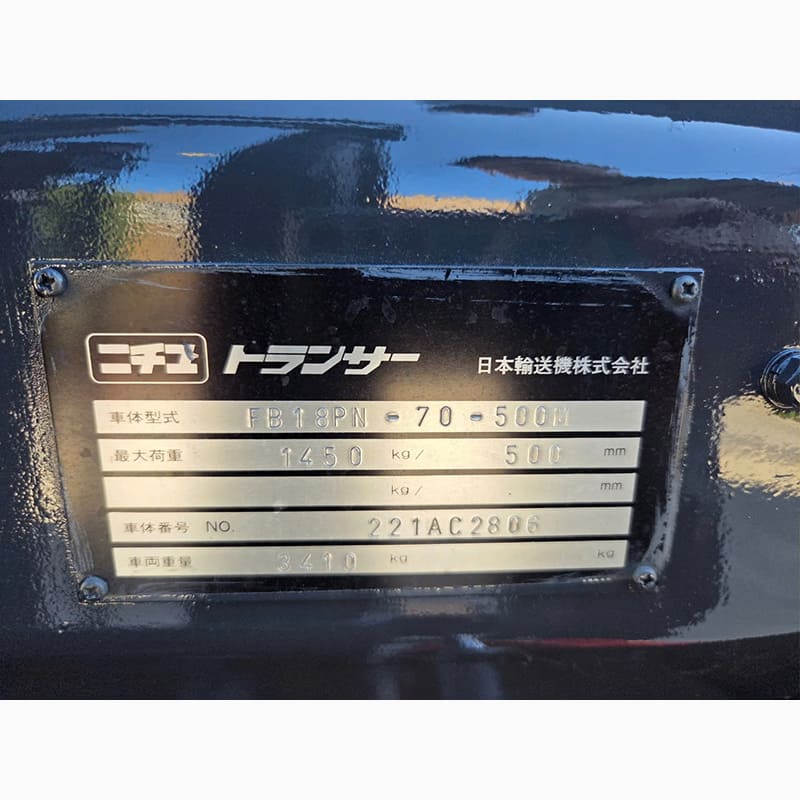 ニチユ トランサー 日本輸送機株式会社
車体型式 FB18PN-70-500M
最大荷重 1450 kg/ 500 mm
kg/ mm
車体番号 NO. 221AC2806
車両重量 3410 kg kg